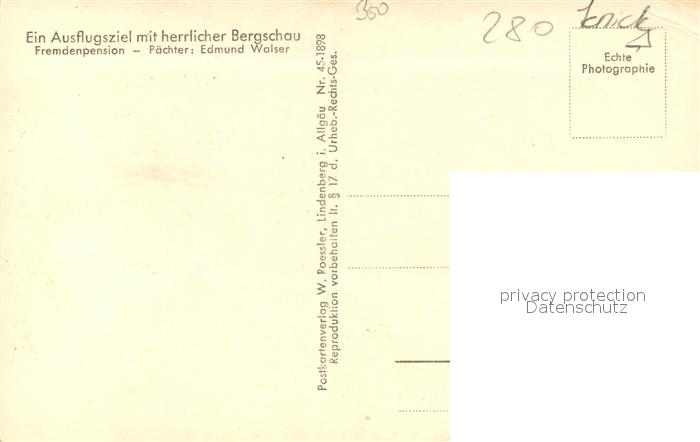 Ein Ausflugsziel mit herrlicher Bergschau
Fremdenpension – Pächter: Edmund Walser
350
280
knick
Echte
Photographie
Postkartenverlag W. Roessler, Lindenberg i. Allgäu Nr. 45-1898
Reproduktion vorbehalten lt. § 17 d. Urheb.-Rechts-Ges.
privacy protection
Datenschutz